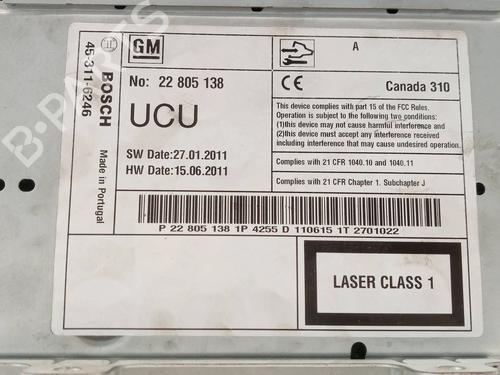 BOSCH
45-311-6246
Made in Portugal
GM
No: 22 805 138
UCU
SW Date:27.01.2011
HW Date:15.06.2011
A
CE
Canada 310
This device complies with part 15 of the FCC Rules.
Operation is subject to the following two conditions:
(1)this device may not cause harmful interference and
(2)this device must accept any interference received
including interference that may cause undesired operation.
Complies with 21 CFR 1040.10 and 1040.11
Complies with 21 CFR Chapter 1. Subchapter J
P 22 805 138 1P 4255 D 110615 1T 2701022
LASER CLASS 1
B-PARTS